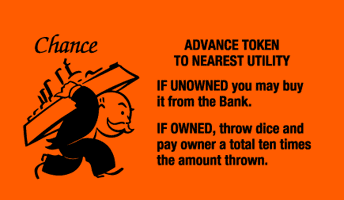 Chance
ADVANCE TOKEN
TO NEAREST UTILITY
IF UNOWNED you may buy
it from the Bank.
IF OWNED, throw dice and
pay owner a total ten times
the amount thrown.